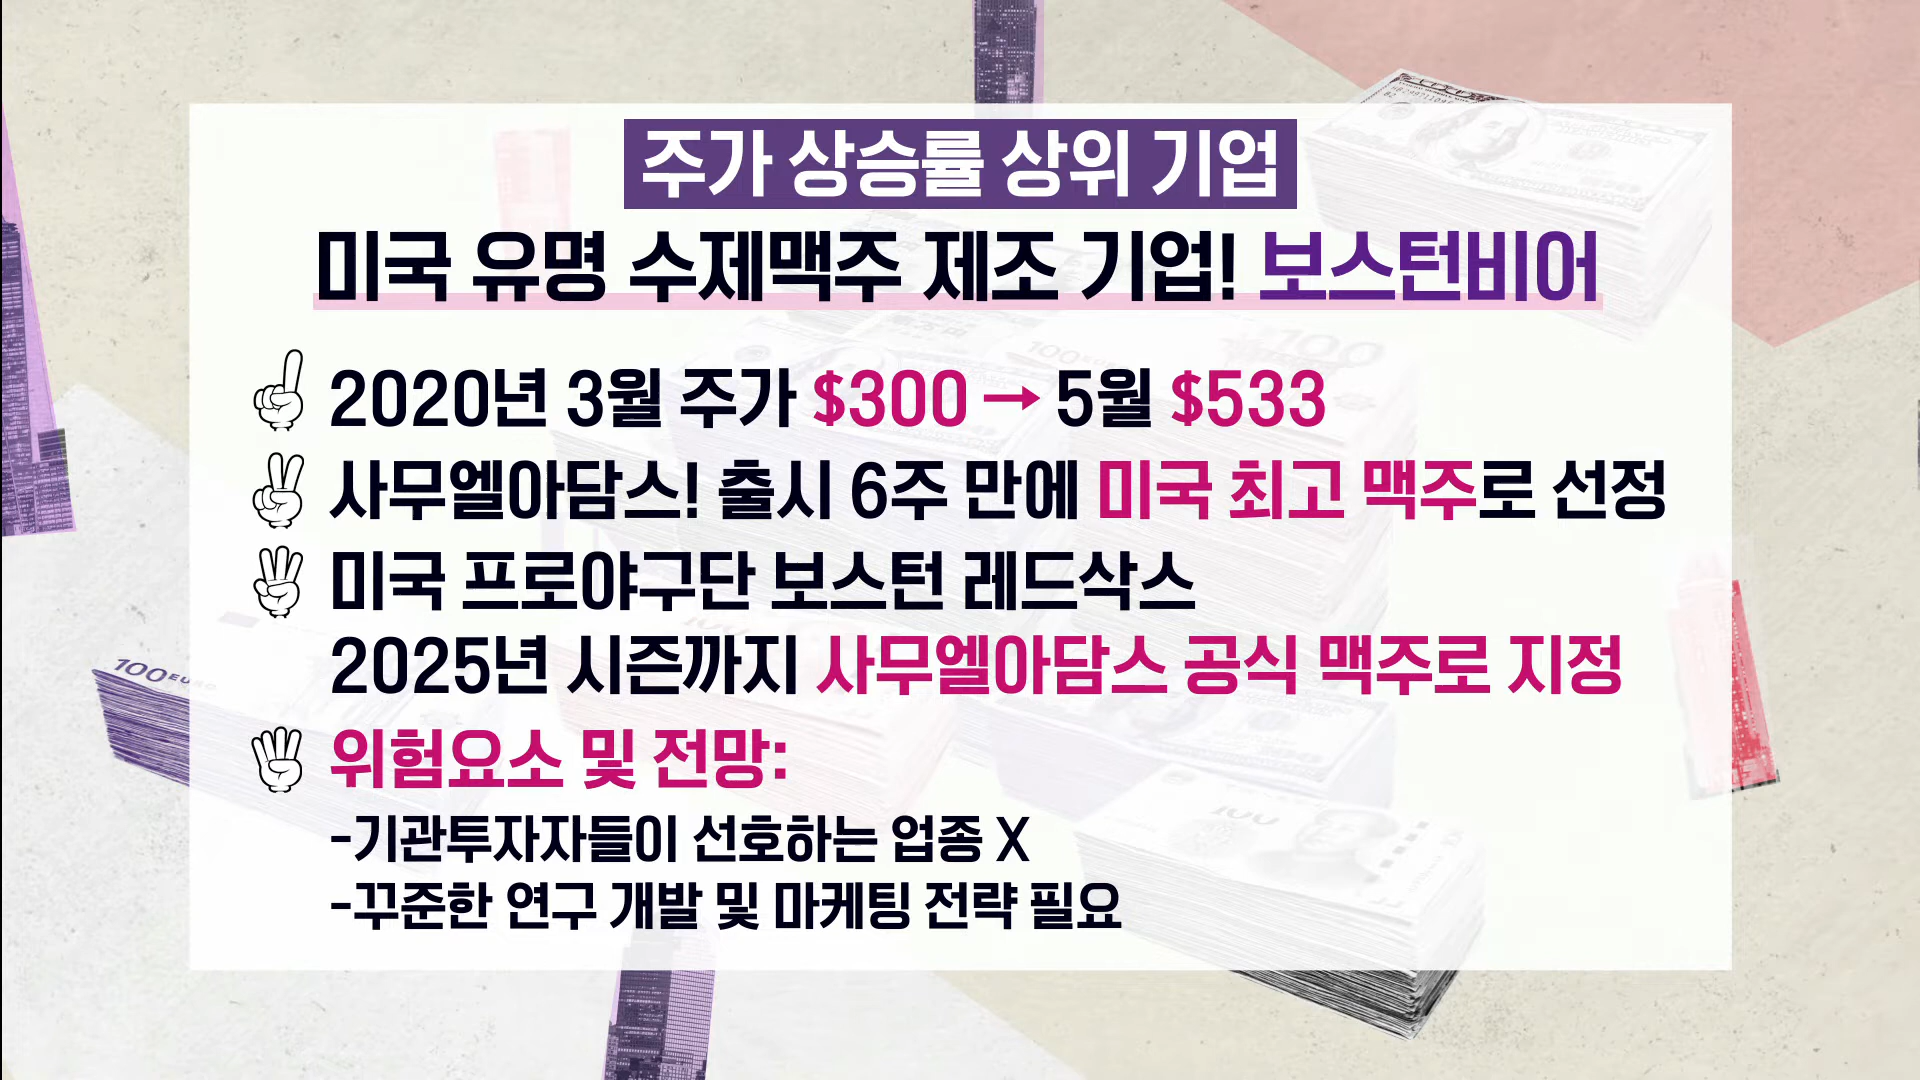 주가 상승률 상위 기업
미국 유명 수제맥주 제조 기업! 보스턴비어
2020년 3월 주가 $300 → 5월 $533
사무엘아담스! 출시 6주 만에 미국 최고 맥주로 선정
미국 프로야구단 보스턴 레드삭스
2025년 시즌까지 사무엘아담스 공식 맥주로 지정
위험요소 및 전망:
-기관투자자들이 선호하는 업종 X
-꾸준한 연구 개발 및 마케팅 전략 필요
100 EURO
100